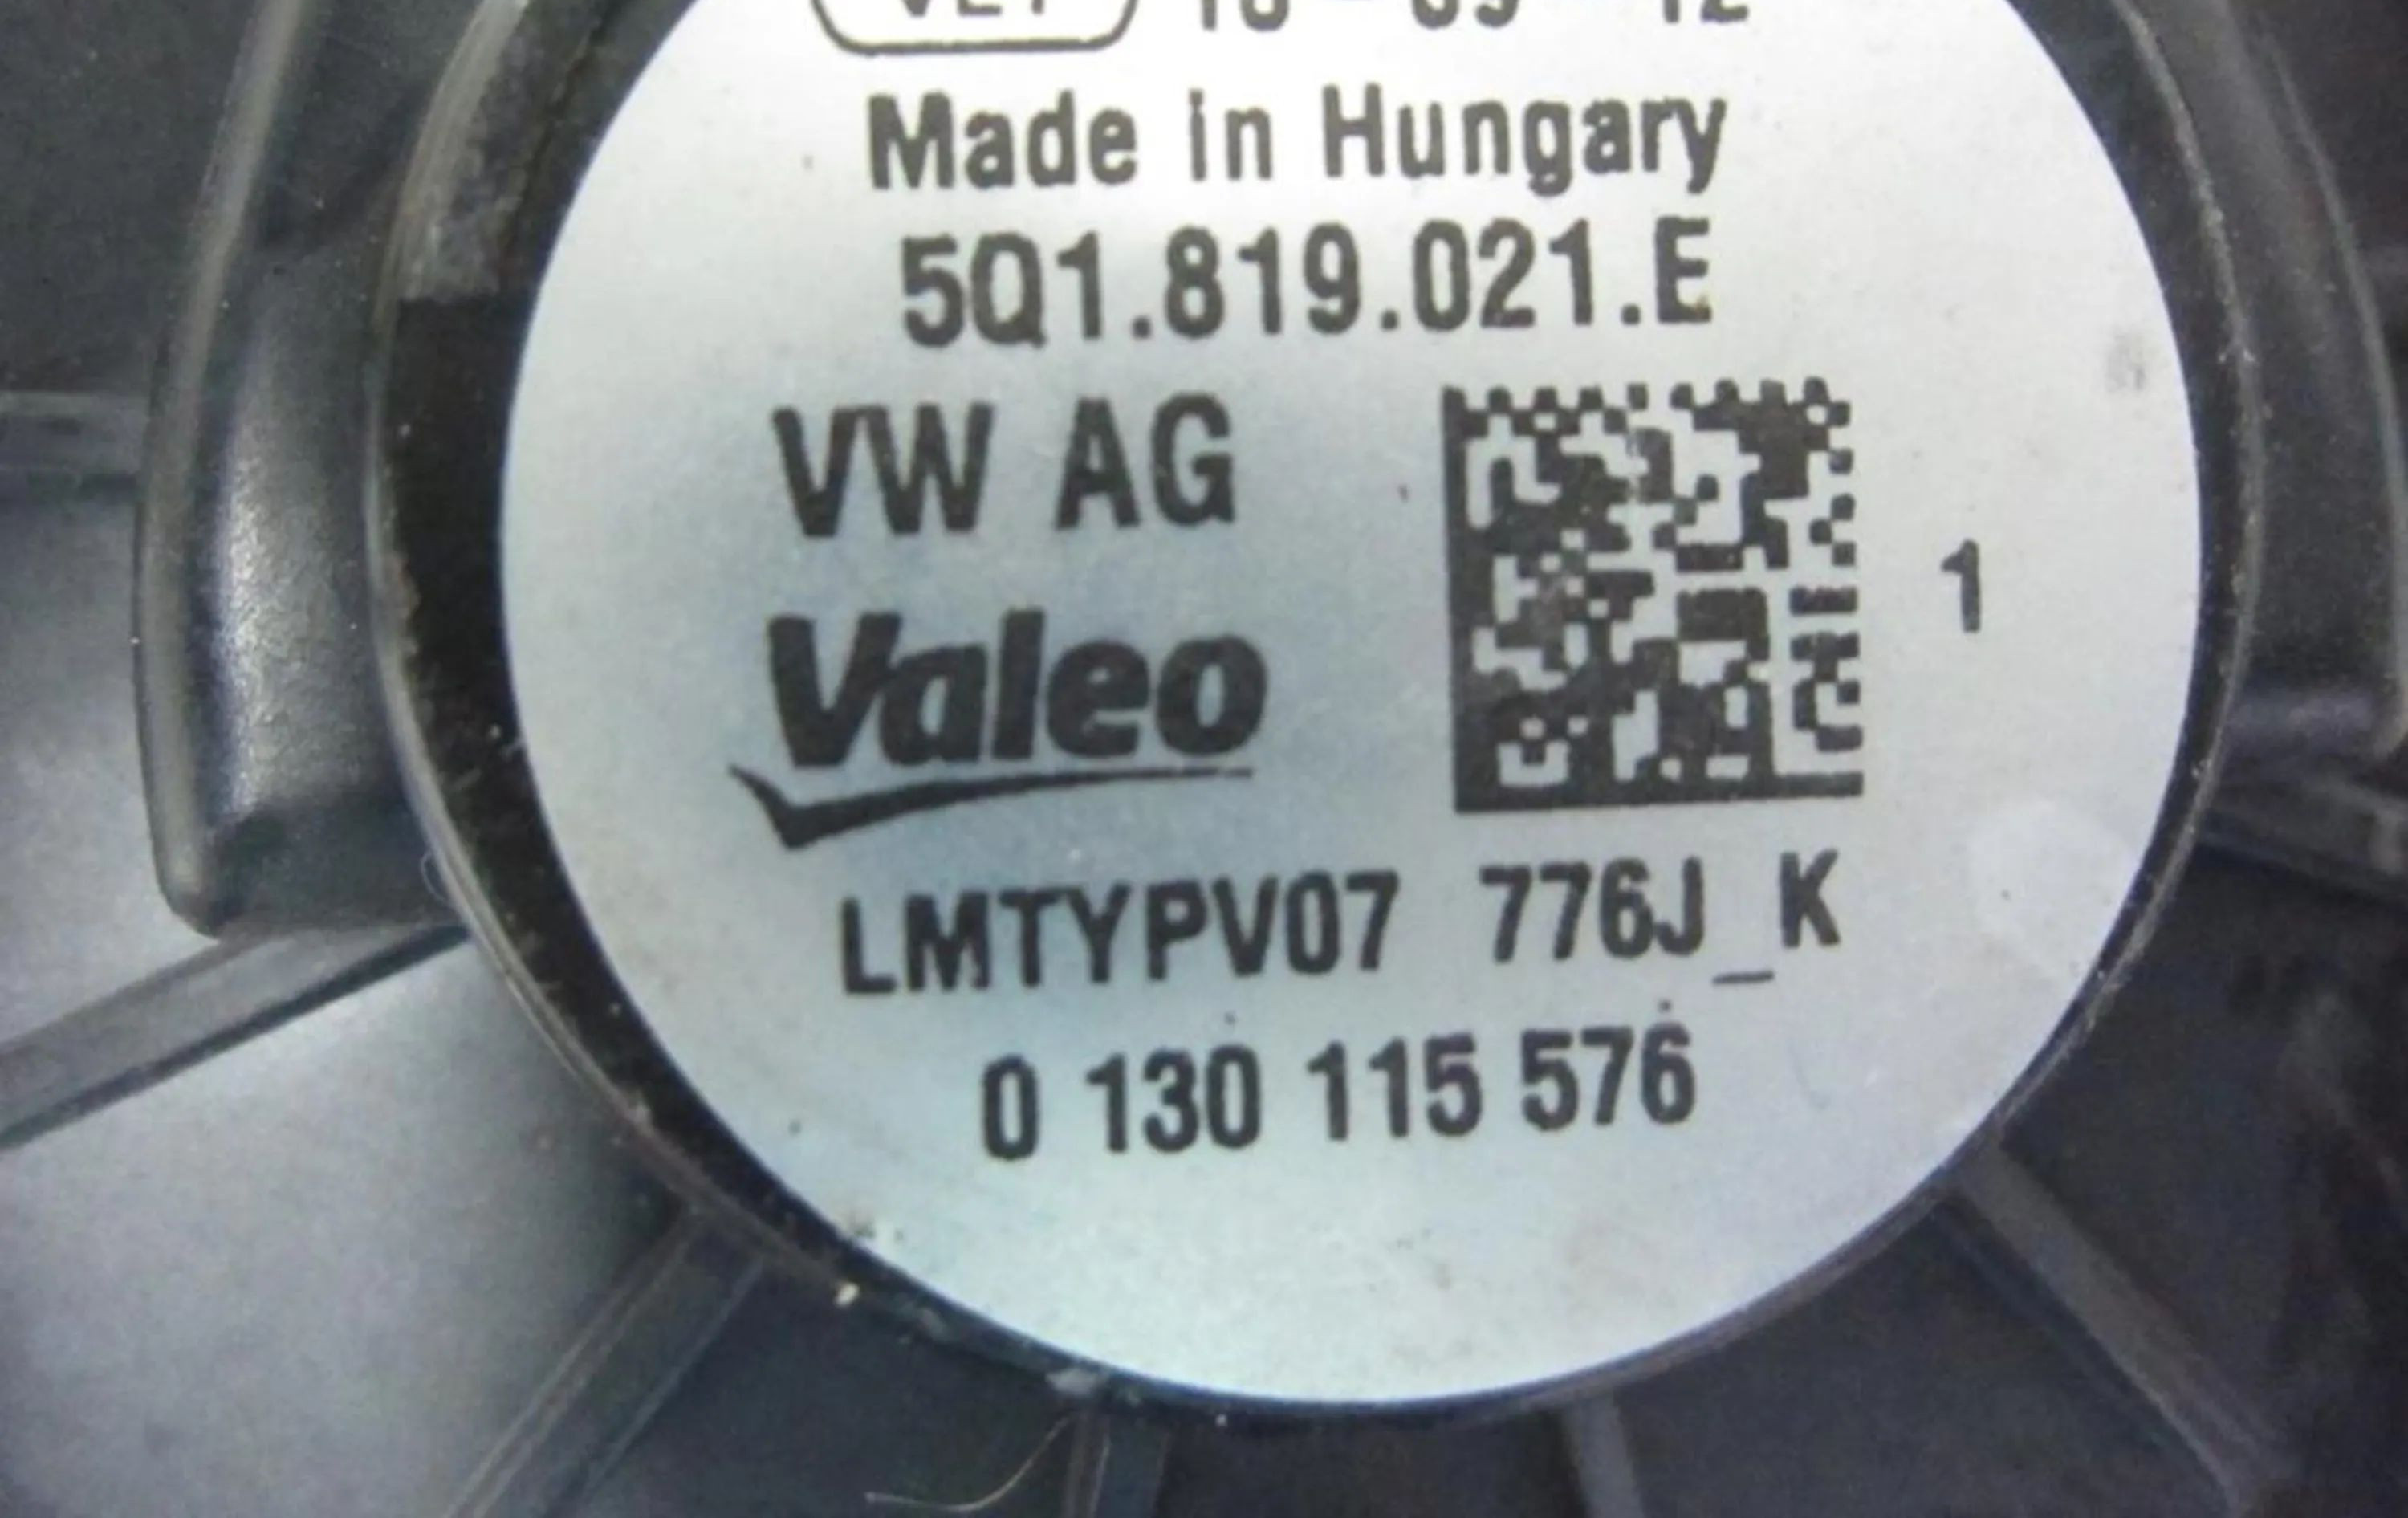 Made in Hungary
5Q1.819.021.E
VW AG
Valeo
1
LMTYPV07 776J_K
0 130 115 576